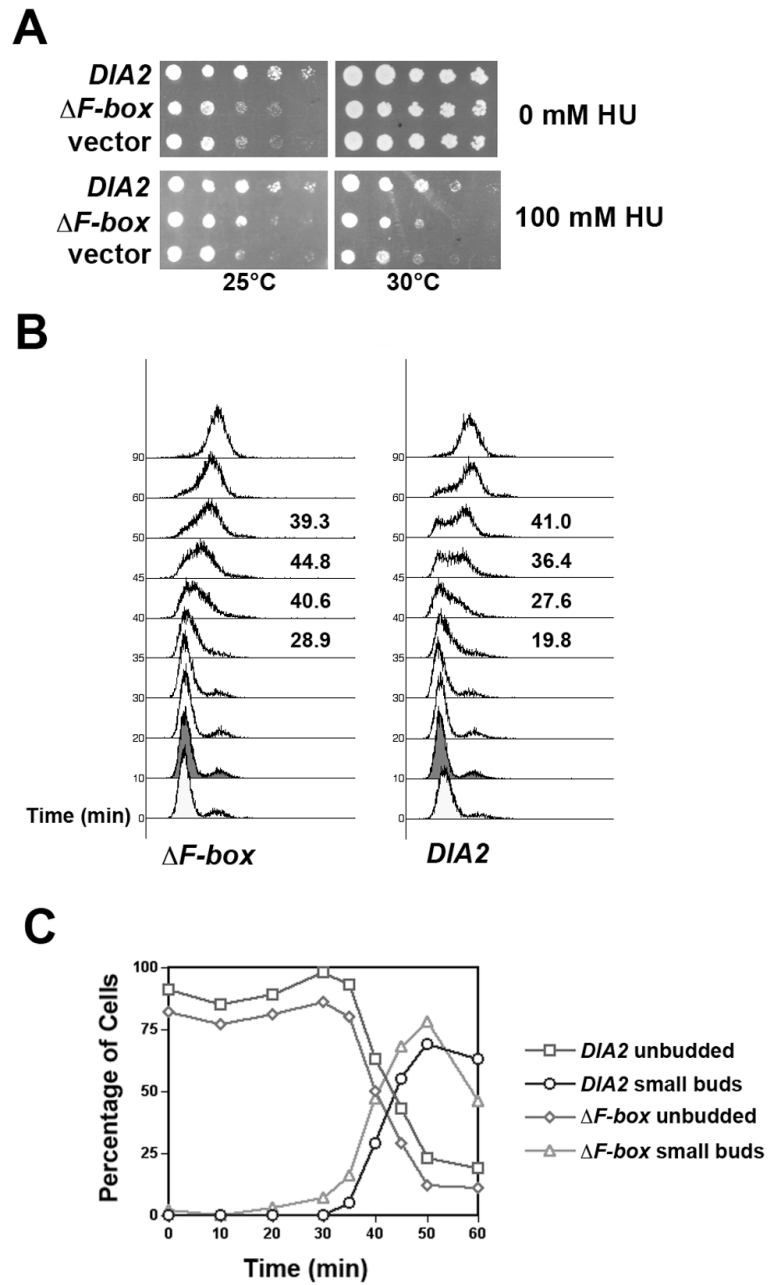 A
DIA2
ΔF-box
vector
0 mM HU
DIA2
ΔF-box
vector
100 mM HU
25°C
30°C
B
90
60
50
45
40
35
30
20
10
0
39.3
44.8
40.6
28.9
Time (min)
ΔF-box
90
60
50
45
40
35
30
20
10
0
41.0
36.4
27.6
19.8
DIA2
C
Percentage of Cells
100
75
50
25
0
0 10 20 30 40 50 60
Time (min)
DIA2 unbudded
DIA2 small buds
ΔF-box unbudded
ΔF-box small buds